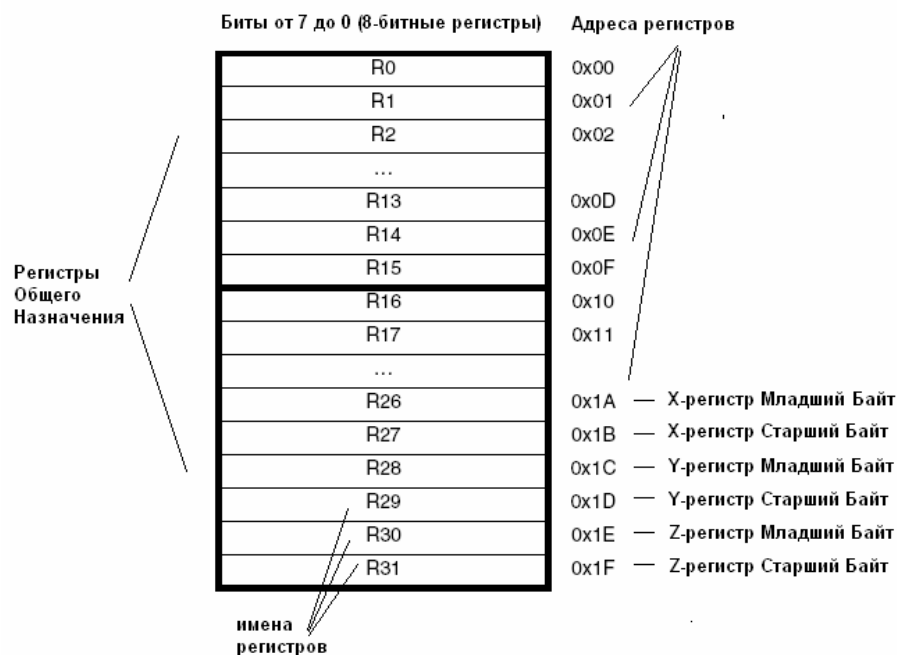 Биты от 7 до 0 (8-битные регистры) Адреса регистров
R0 0x00
R1 0x01
R2 0x02
...
R13 0x0D
R14 0x0E
R15 0x0F
Регистры
Общего
Назначения
R16 0x10
R17 0x11
...
R26 0x1A — X-регистр Младший Байт
R27 0x1B — X-регистр Старший Байт
R28 0x1C — Y-регистр Младший Байт
R29 0x1D — Y-регистр Старший Байт
R30 0x1E — Z-регистр Младший Байт
R31 0x1F — Z-регистр Старший Байт
имена
регистров